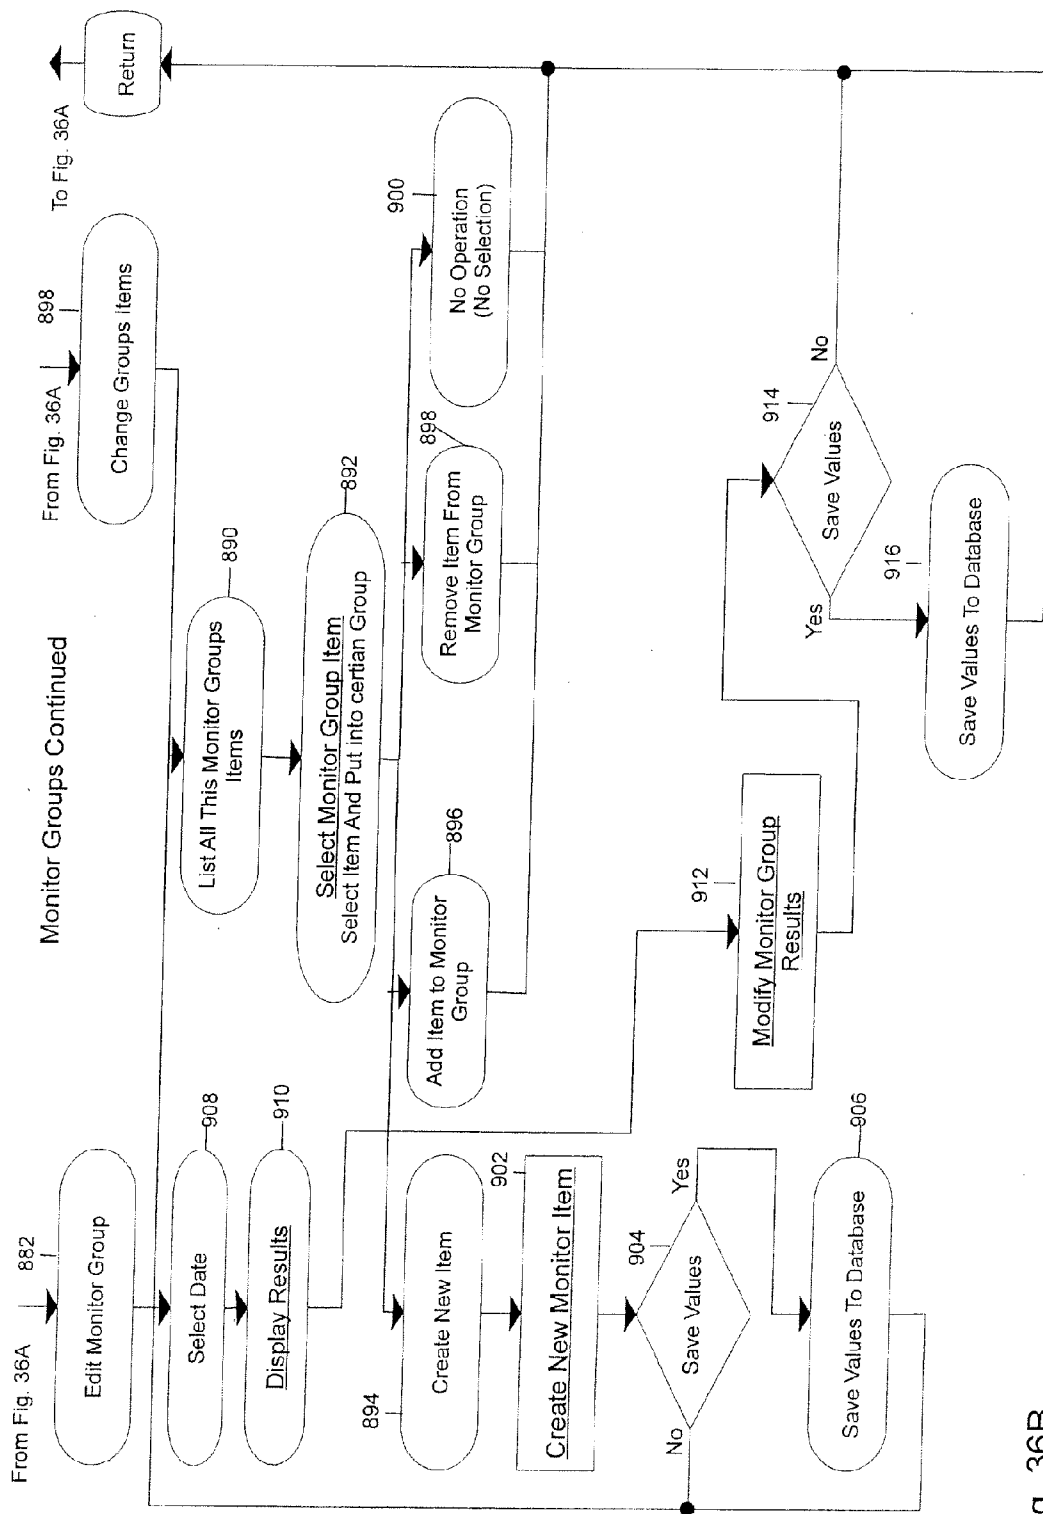 Monitor Groups Continued
From Fig. 36A
882
Edit Monitor Group
908
Select Date
910
Display Results
From Fig. 36A
898
Change Groups Items
To Fig. 36A
Return
890
List All This Monitor Groups
Items
892
Select Monitor Group Item
Select Item And Put into certian Group
894
Create New Item
896
Add Item to Monitor
Group
898
Remove Item From
Monitor Group
900
No Operation
(No Selection)
902
Create New Monitor Item
904
Save Values
No
Yes
906
Save Values To Database
912
Modify Monitor Group
Results
914
Save Values
Yes
No
916
Save Values To Database
36B